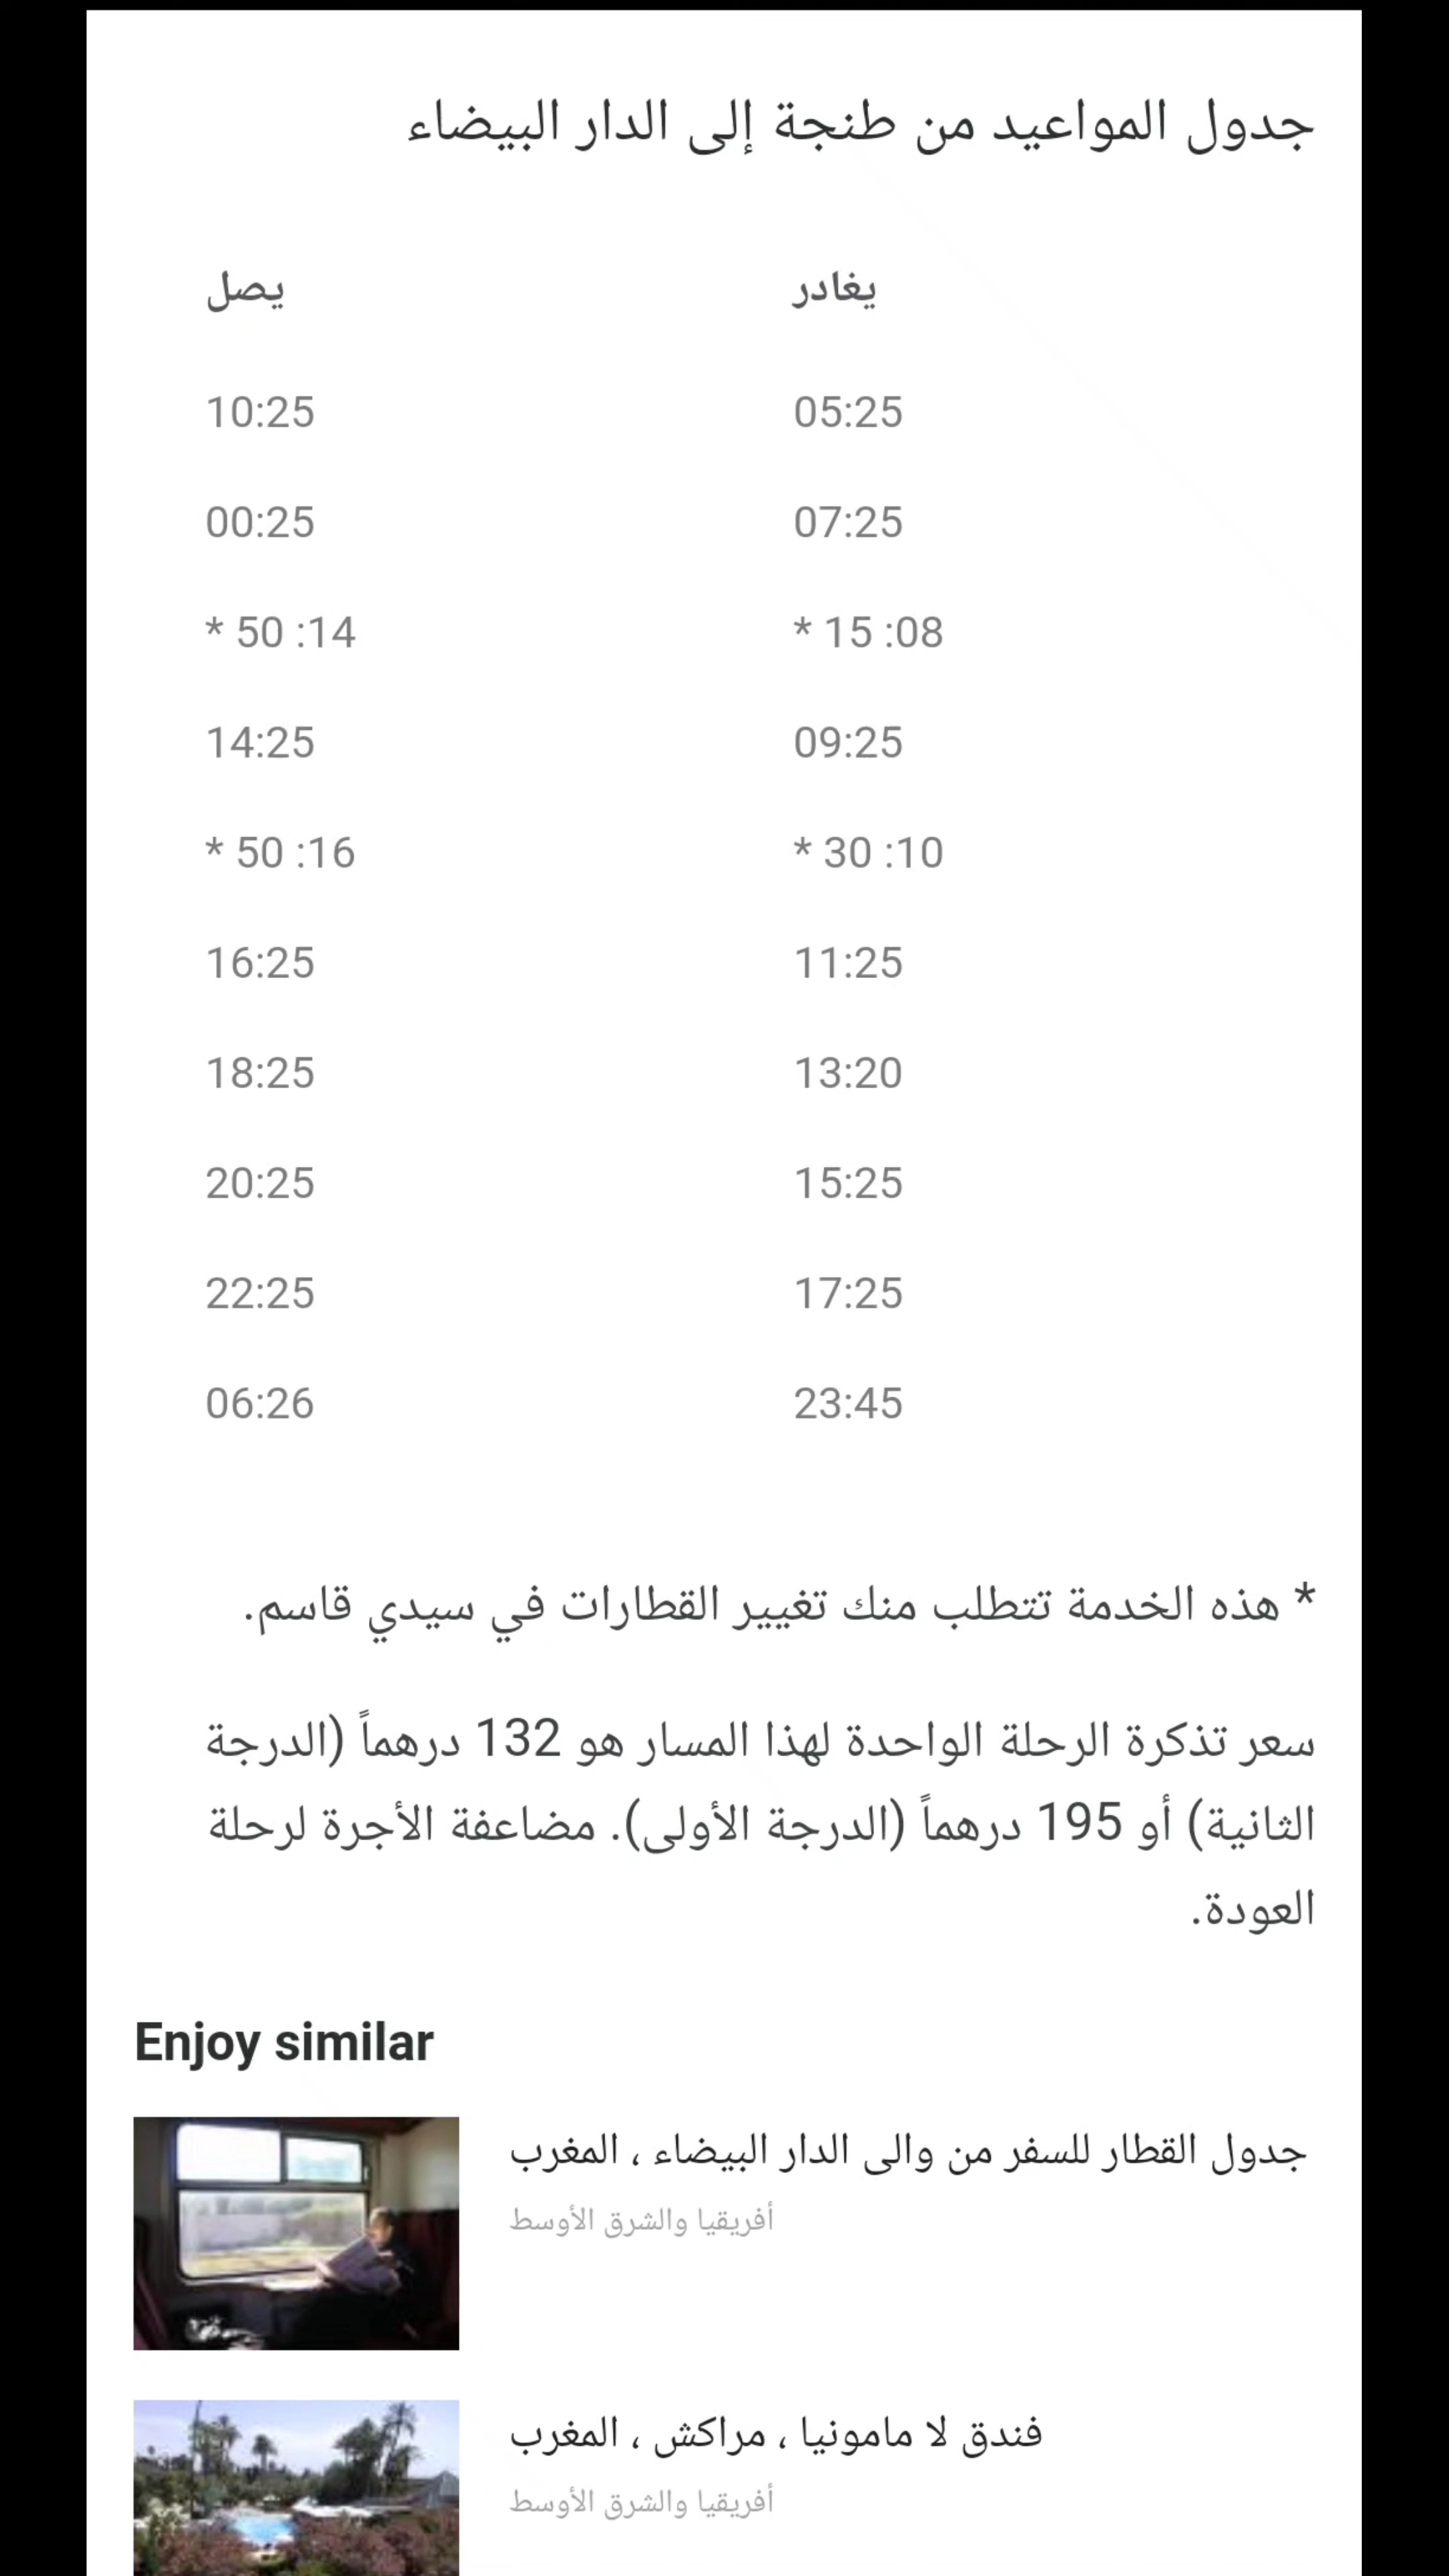 جدول المواعيد من طنجة إلى الدار البيضاء
يغادر يصل
05:25 10:25
07:25 00:25
* 15 :08 * 50 :14
09:25 14:25
* 30 :10 * 50 :16
11:25 16:25
13:20 18:25
15:25 20:25
17:25 22:25
23:45 06:26
* هذه الخدمة تتطلب منك تغيير القطارات في سيدي قاسم.
سعر تذكرة الرحلة الواحدة لهذا المسار هو 132 درهماً (الدرجة
الثانية) أو 195 درهماً (الدرجة الأولى). مضاعفة الأجرة لرحلة
العودة.
Enjoy similar
جدول القطار للسفر من والى الدار البيضاء ، المغرب
أفريقيا والشرق الأوسط
فندق لا مامونيا ، مراكش ، المغرب
أفريقيا والشرق الأوسط